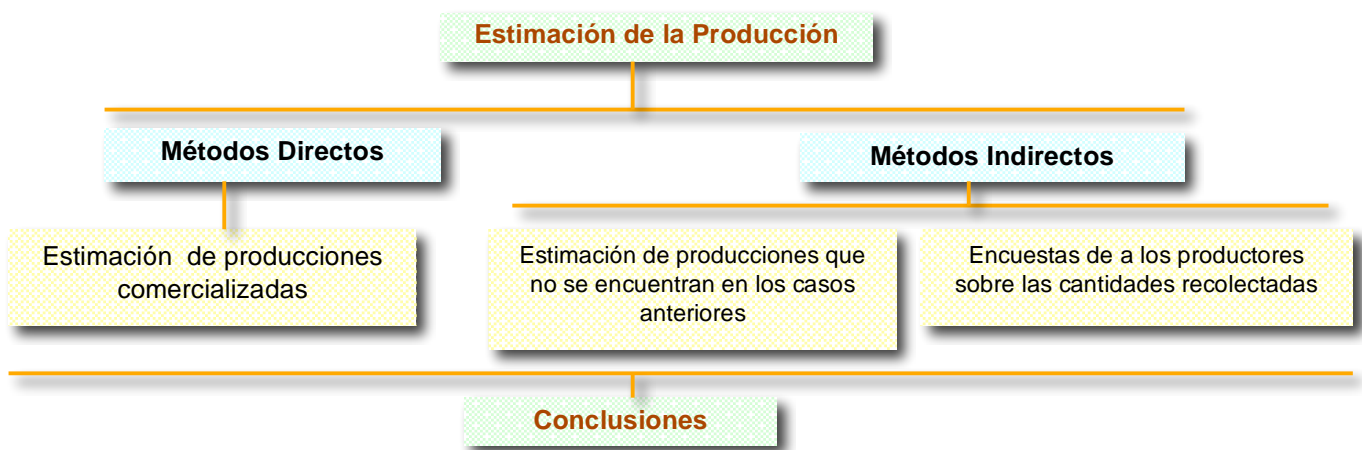 Estimación de la Producción
Métodos Directos
Métodos Indirectos
Estimación de producciones
comercializadas
Estimación de producciones que
no se encuentran en los casos
anteriores
Encuestas de a los productores
sobre las cantidades recolectadas
Conclusiones